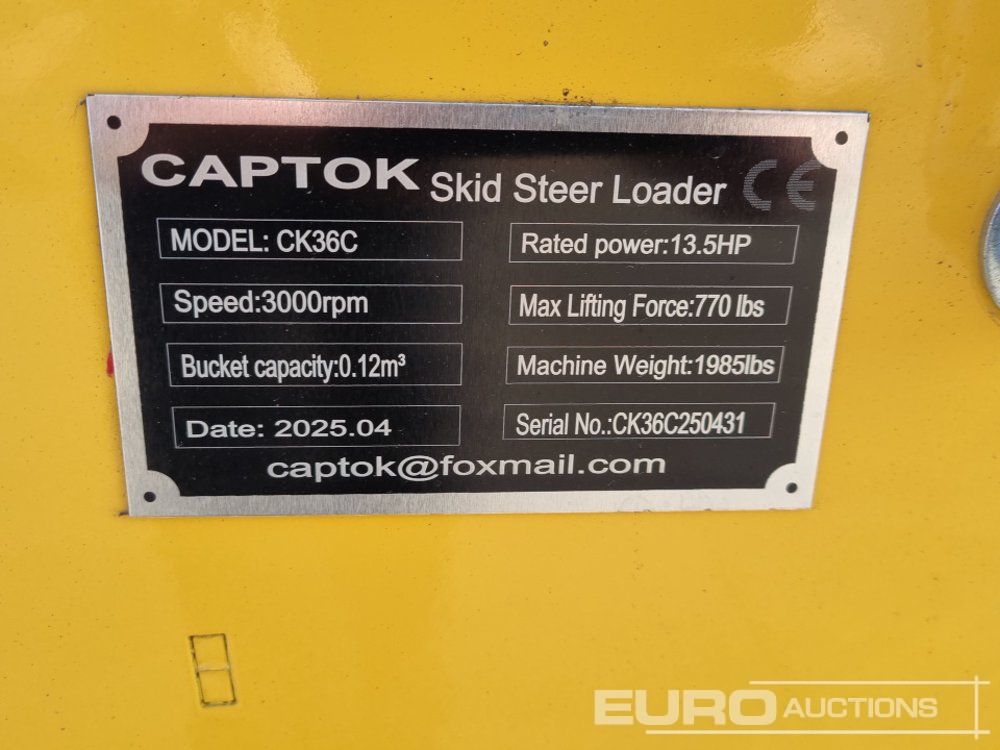 CAPTOK Skid Steer Loader CE
MODEL: CK36C
Rated power:13.5HP
Speed:3000rpm
Max Lifting Force:770 lbs
Bucket capacity:0.12m³
Machine Weight:1985lbs
Date: 2025.04
Serial No.:CK36C250431
captok@foxmail.com
EURO AUCTIONS